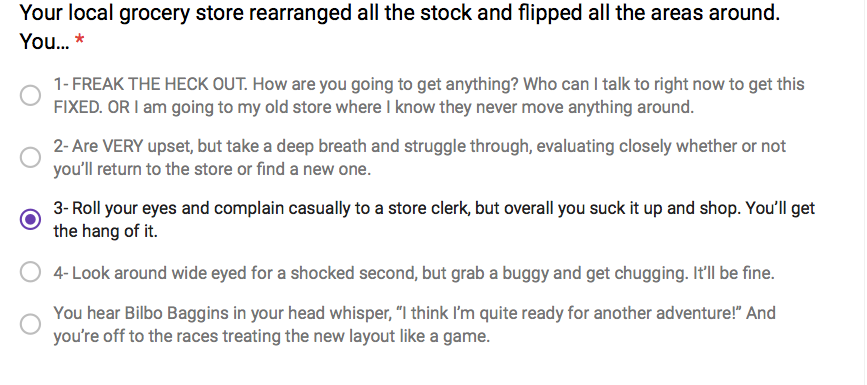 Your local grocery store rearranged all the stock and flipped all the areas around.
You... *
1- FREAK THE HECK OUT. How are you going to get anything? Who can I talk to right now to get this
FIXED. OR I am going to my old store where I know they never move anything around.
2- Are VERY upset, but take a deep breath and struggle through, evaluating closely whether or not
you'll return to the store or find a new one.
3- Roll your eyes and complain casually to a store clerk, but overall you suck it up and shop. You'll get
the hang of it.
4- Look around wide eyed for a shocked second, but grab a buggy and get chugging. It'll be fine.
You hear Bilbo Baggins in your head whisper, "I think I'm quite ready for another adventure!" And
you're off to the races treating the new layout like a game.